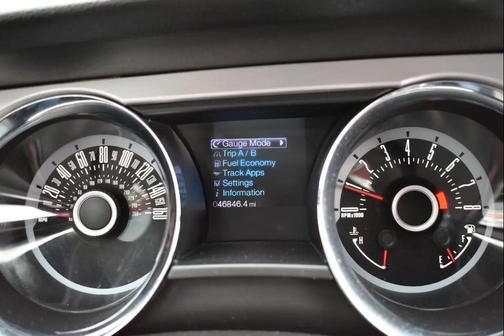 Gauge Mode
Trip A / B
Fuel Economy
Track Apps
Settings
Information
046846.4 mi
20 40 60 80 100 120 140 160
1 2 3 4 5 6 7 8
RPMx1000
H
E F